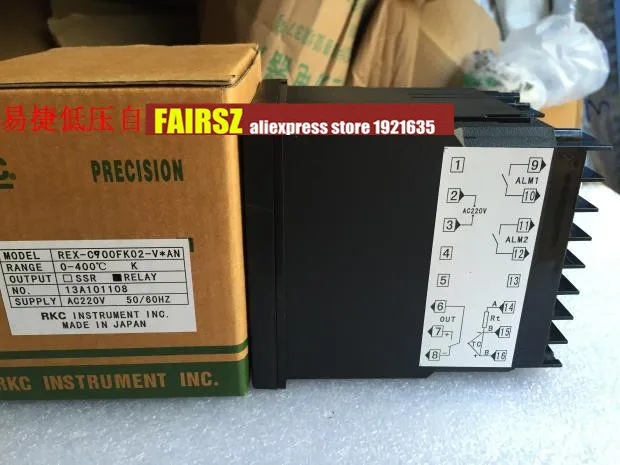 易捷低压自
FAIRSZ aliexpress store 1921635
C.
PRECISION
MODEL REX-C900FK02-V*AN
RANGE 0-400℃ K
OUTPUT □SSR ■RELAY
NO. 13A101108
SUPPLY AC220V 50/60HZ
RKC INSTRUMENT INC.
MADE IN JAPAN
RKC INSTRUMENT INC.
1 9
ALM1
2 10
AC220V
3 11
ALM2
4 12
5 13
6 A 14
OUT Rt
7 + B 15
TC
8 - B 16
+
3